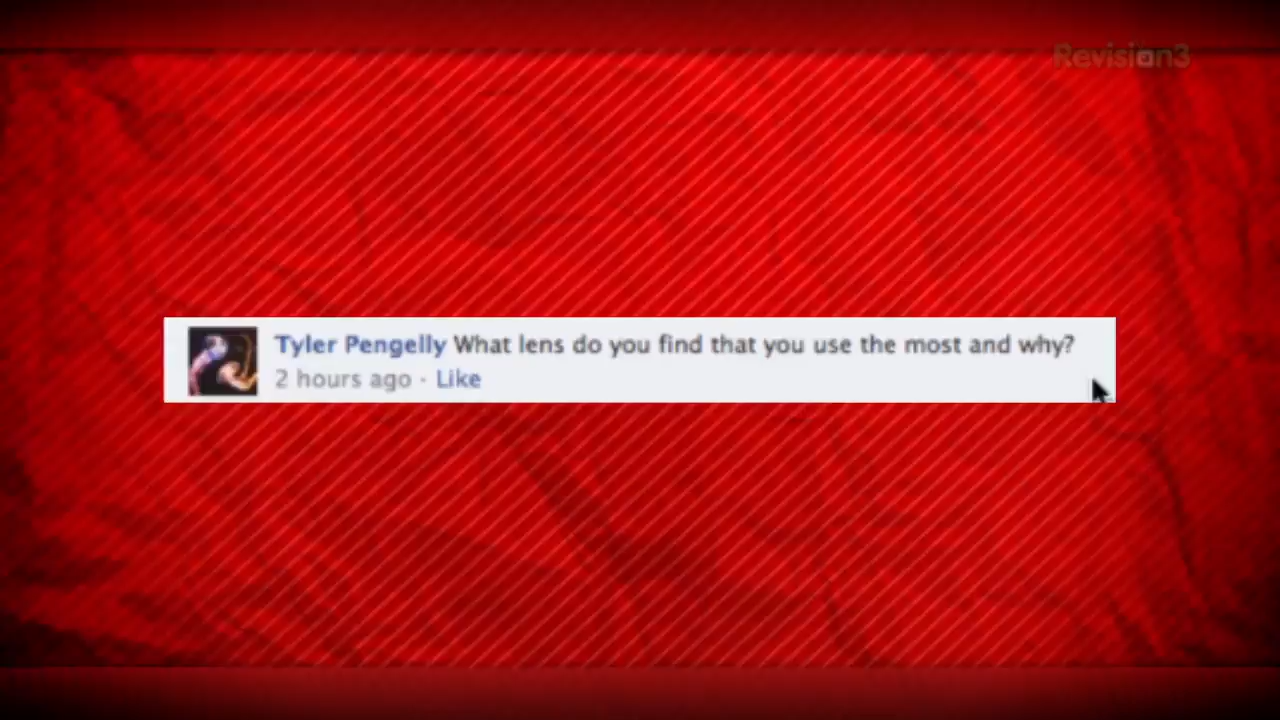 Revision3
Tyler Pengelly What lens do you find that you use the most and why?
2 hours ago · Like